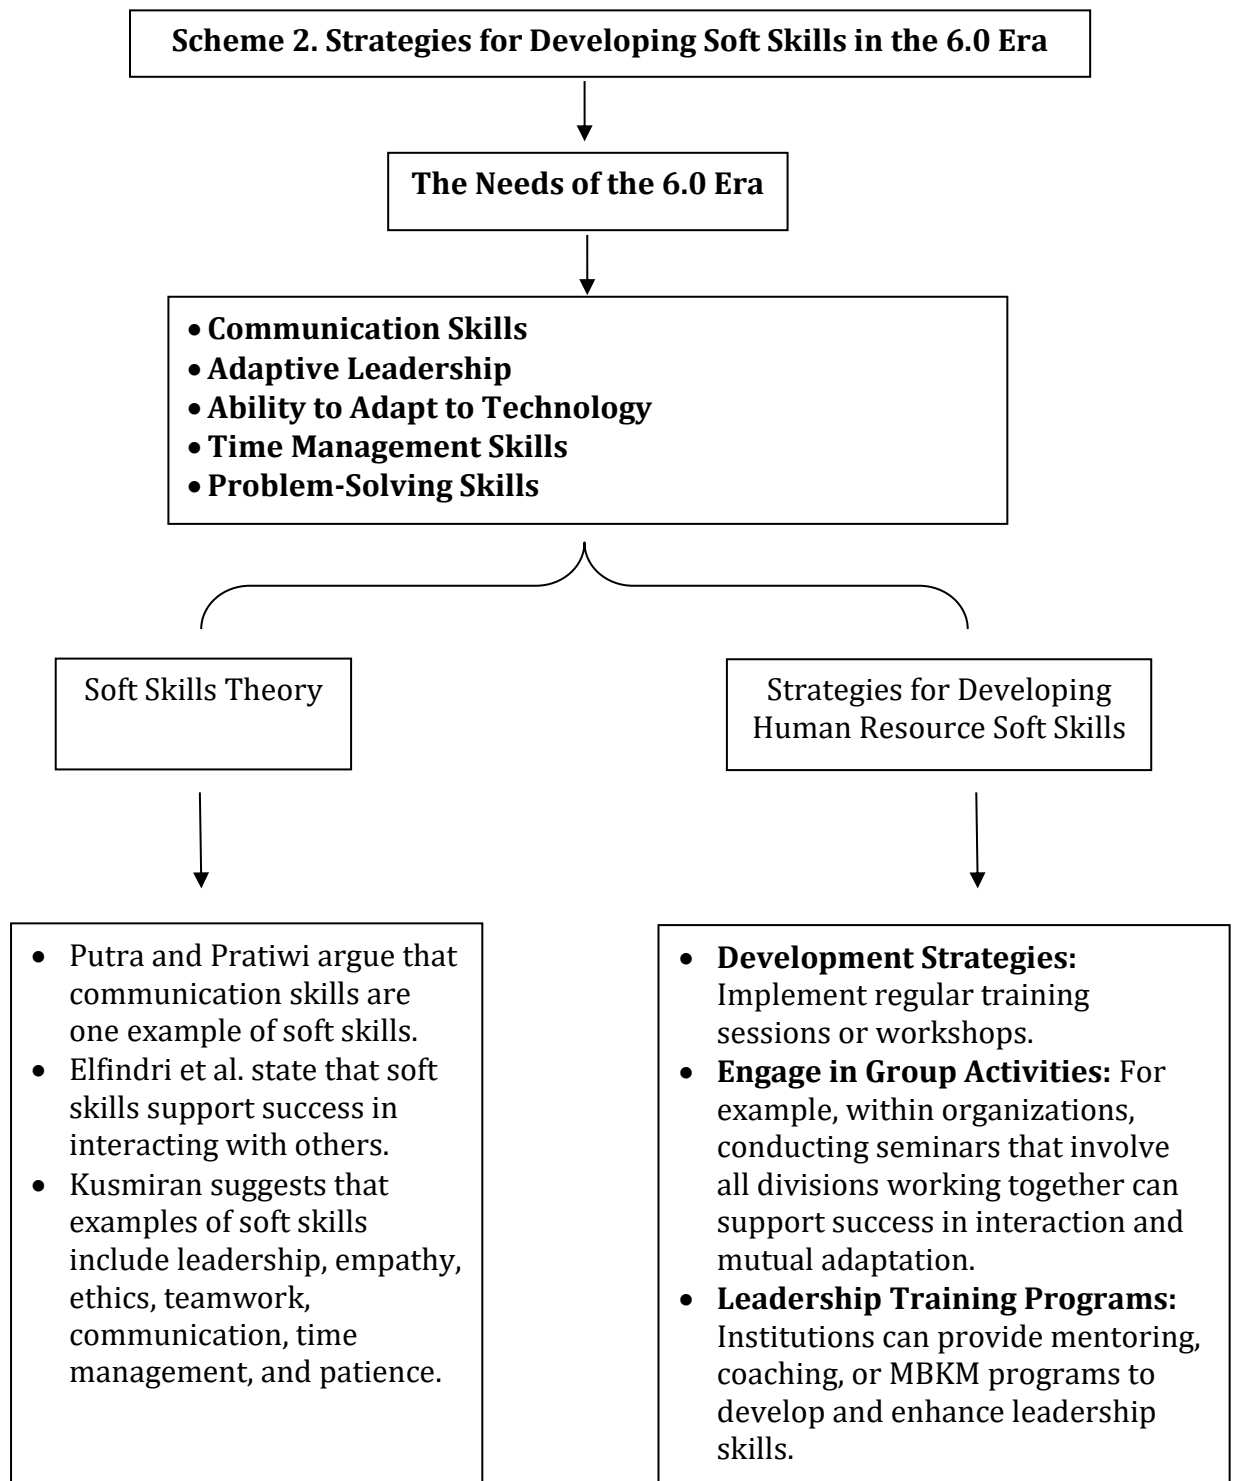 Scheme 2. Strategies for Developing Soft Skills in the 6.0 Era
The Needs of the 6.0 Era
• Communication Skills
• Adaptive Leadership
• Ability to Adapt to Technology
• Time Management Skills
• Problem-Solving Skills
Soft Skills Theory
Strategies for Developing
Human Resource Soft Skills
• Putra and Pratiwi argue that
communication skills are
one example of soft skills.
• Elfindri et al. state that soft
skills support success in
interacting with others.
• Kusmiran suggests that
examples of soft skills
include leadership, empathy,
ethics, teamwork,
communication, time
management, and patience.
• Development Strategies:
Implement regular training
sessions or workshops.
• Engage in Group Activities: For
example, within organizations,
conducting seminars that involve
all divisions working together can
support success in interaction and
mutual adaptation.
• Leadership Training Programs:
Institutions can provide mentoring,
coaching, or MBKM programs to
develop and enhance leadership
skills.